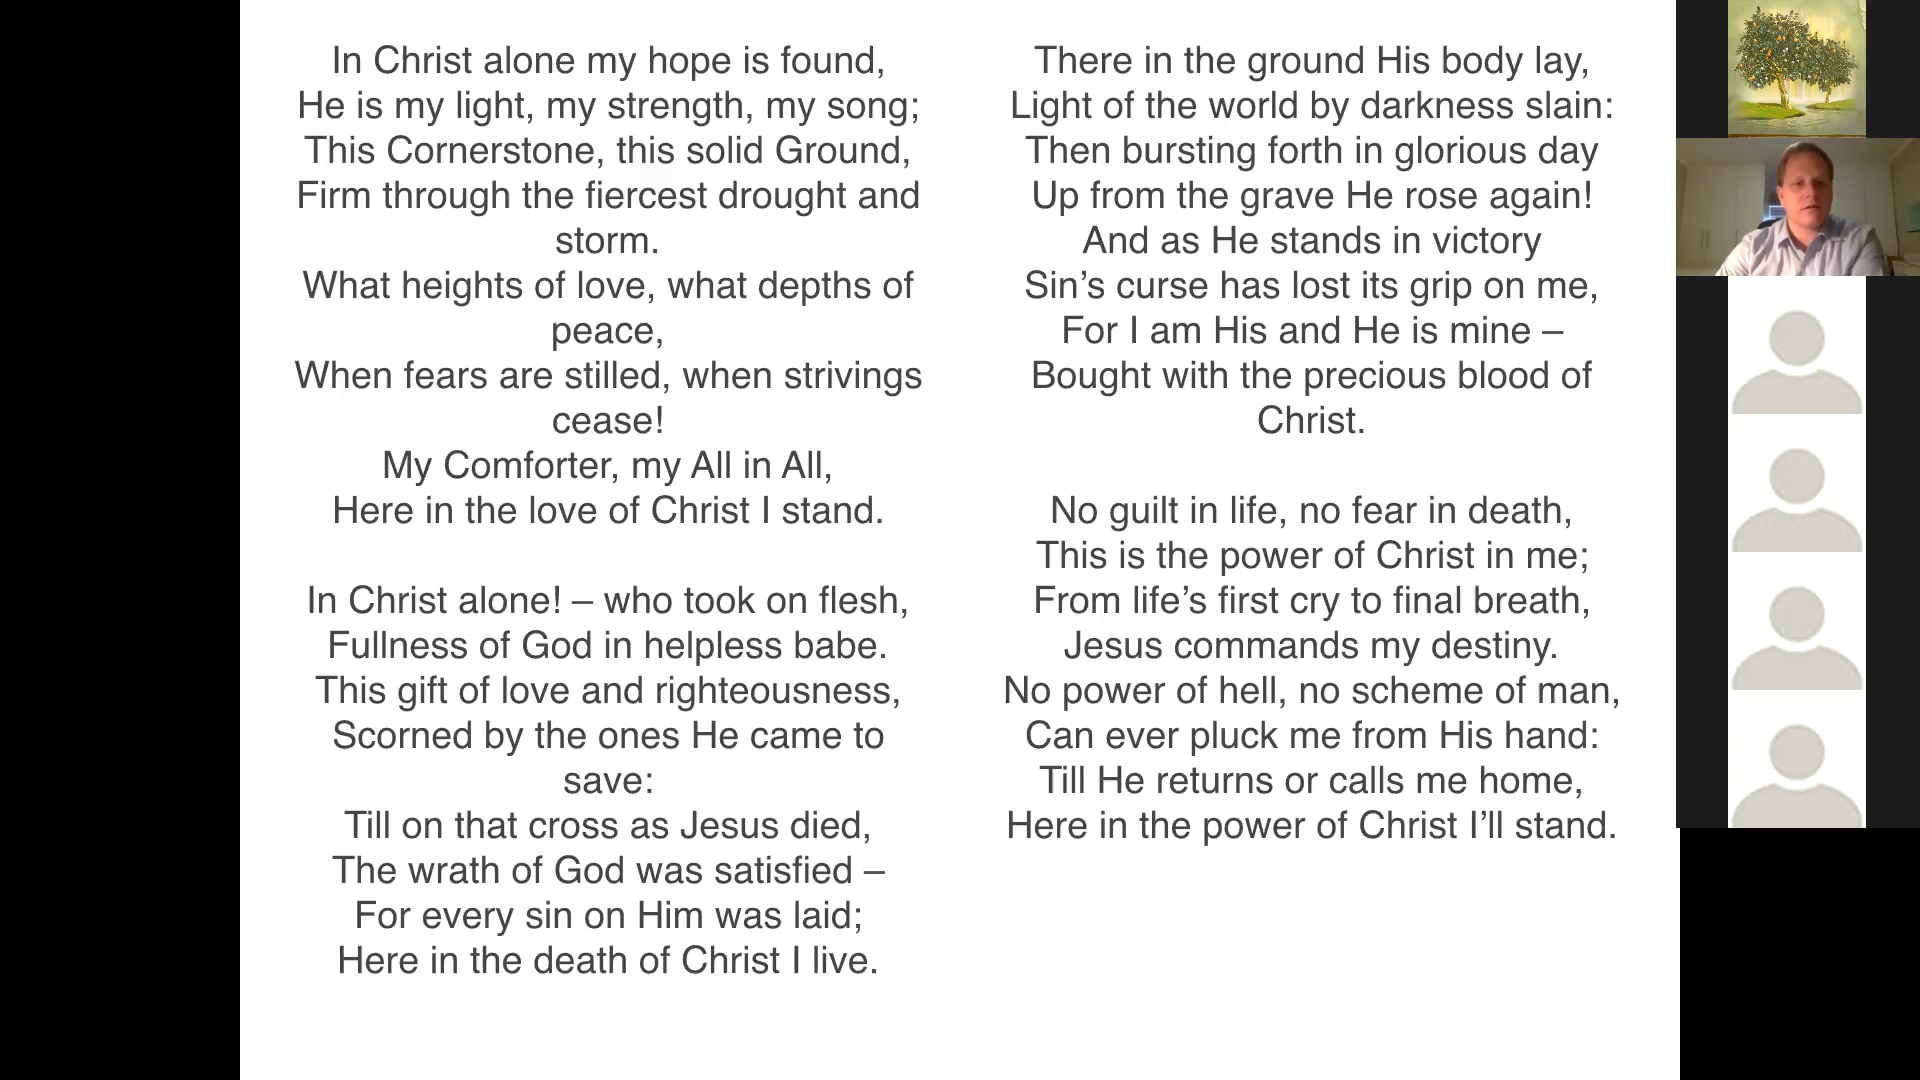 In Christ alone my hope is found,
He is my light, my strength, my song;
This Cornerstone, this solid Ground,
Firm through the fiercest drought and
storm.
What heights of love, what depths of
peace,
When fears are stilled, when strivings
cease!
My Comforter, my All in All,
Here in the love of Christ I stand.

In Christ alone! – who took on flesh,
Fullness of God in helpless babe.
This gift of love and righteousness,
Scorned by the ones He came to
save:
Till on that cross as Jesus died,
The wrath of God was satisfied –
For every sin on Him was laid;
Here in the death of Christ I live.

There in the ground His body lay,
Light of the world by darkness slain:
Then bursting forth in glorious day
Up from the grave He rose again!
And as He stands in victory
Sin’s curse has lost its grip on me,
For I am His and He is mine –
Bought with the precious blood of
Christ.

No guilt in life, no fear in death,
This is the power of Christ in me;
From life’s first cry to final breath,
Jesus commands my destiny.
No power of hell, no scheme of man,
Can ever pluck me from His hand:
Till He returns or calls me home,
Here in the power of Christ I’ll stand.